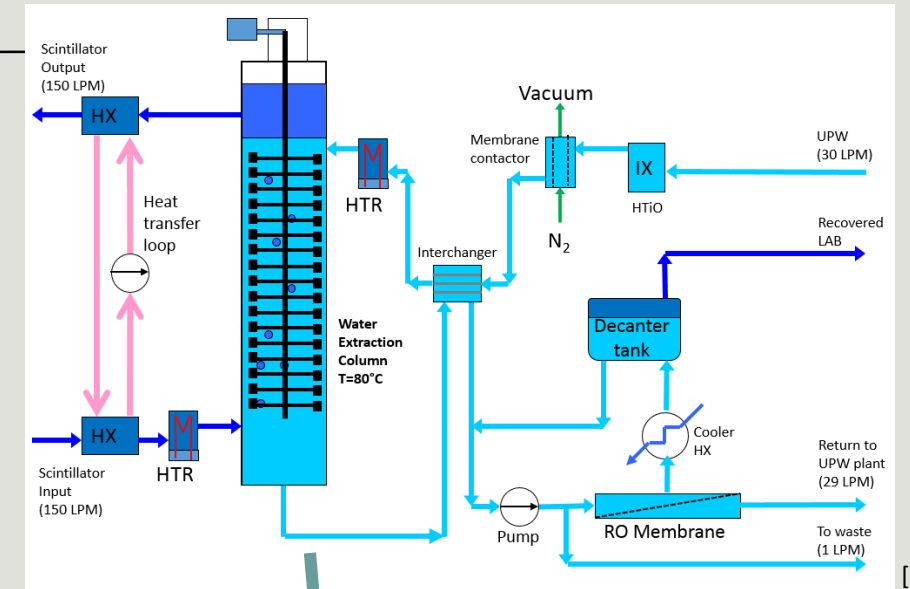 Scintillator
Output
(150 LPM)
HX
Heat
transfer
loop
HX
Scintillator
Input
(150 LPM)
HTR
HTR
Water
Extraction
Column
T=80°C
Interchanger
Vacuum
Membrane
contactor
N2
IX
HTiO
UPW
(30 LPM)
Recovered
LAB
Decanter
tank
Cooler
HX
Pump
RO Membrane
Return to
UPW plant
(29 LPM)
To waste
(1 LPM)
[